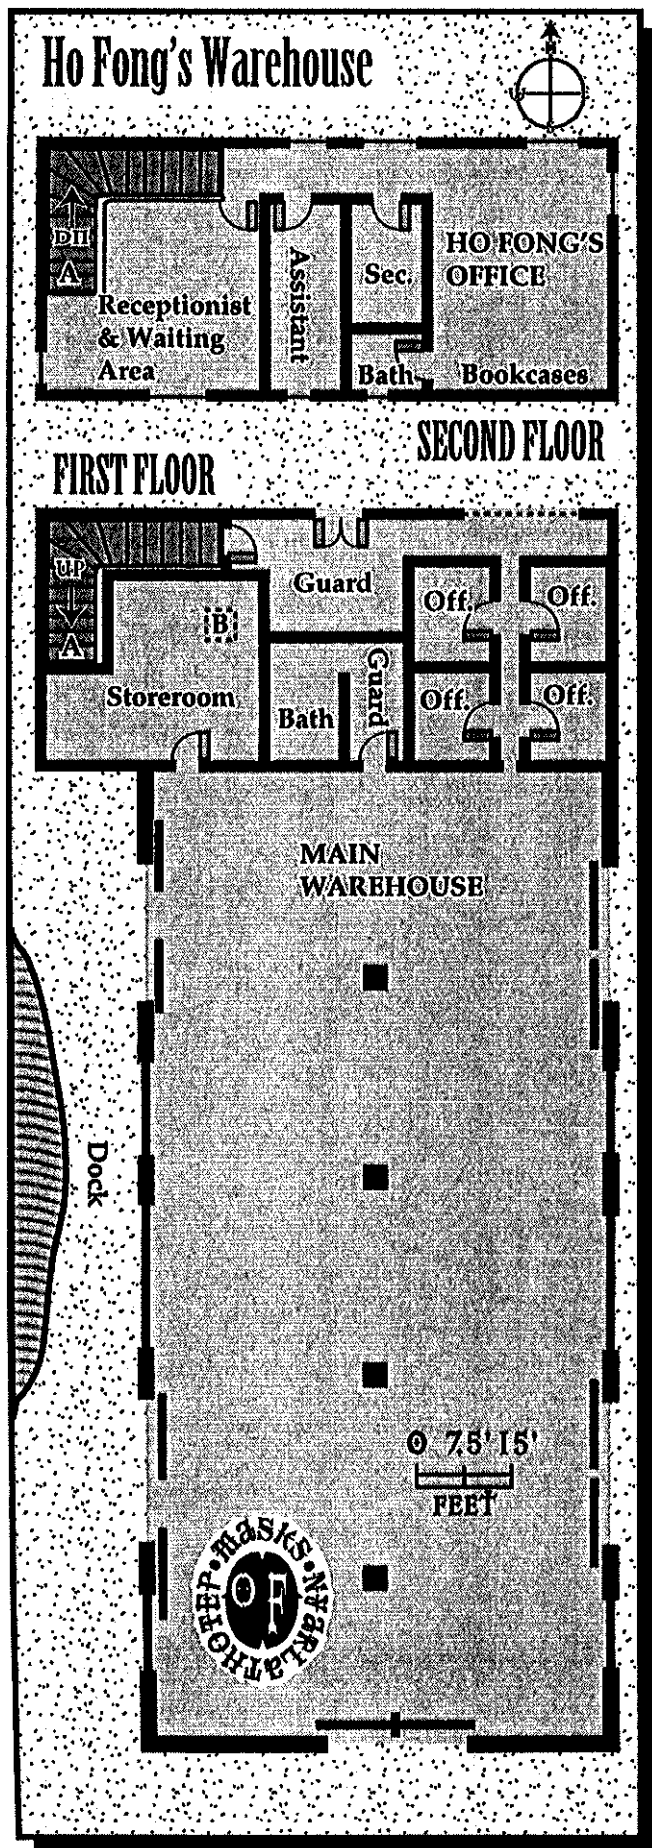 Ho Fong's Warehouse
N
W
E
S
DN
A
Receptionist
& Waiting
Area
Assistant
Sec.
Bath
HO FONG'S
OFFICE
Bookcases
SECOND FLOOR
FIRST FLOOR
UP
A
B
Storeroom
Guard
Bath
Guard
Off.
Off.
Off.
Off.
MAIN
WAREHOUSE
Dock
0 7.5' 15'
FEET
MASKS • NYARLATHOTEP •
OF